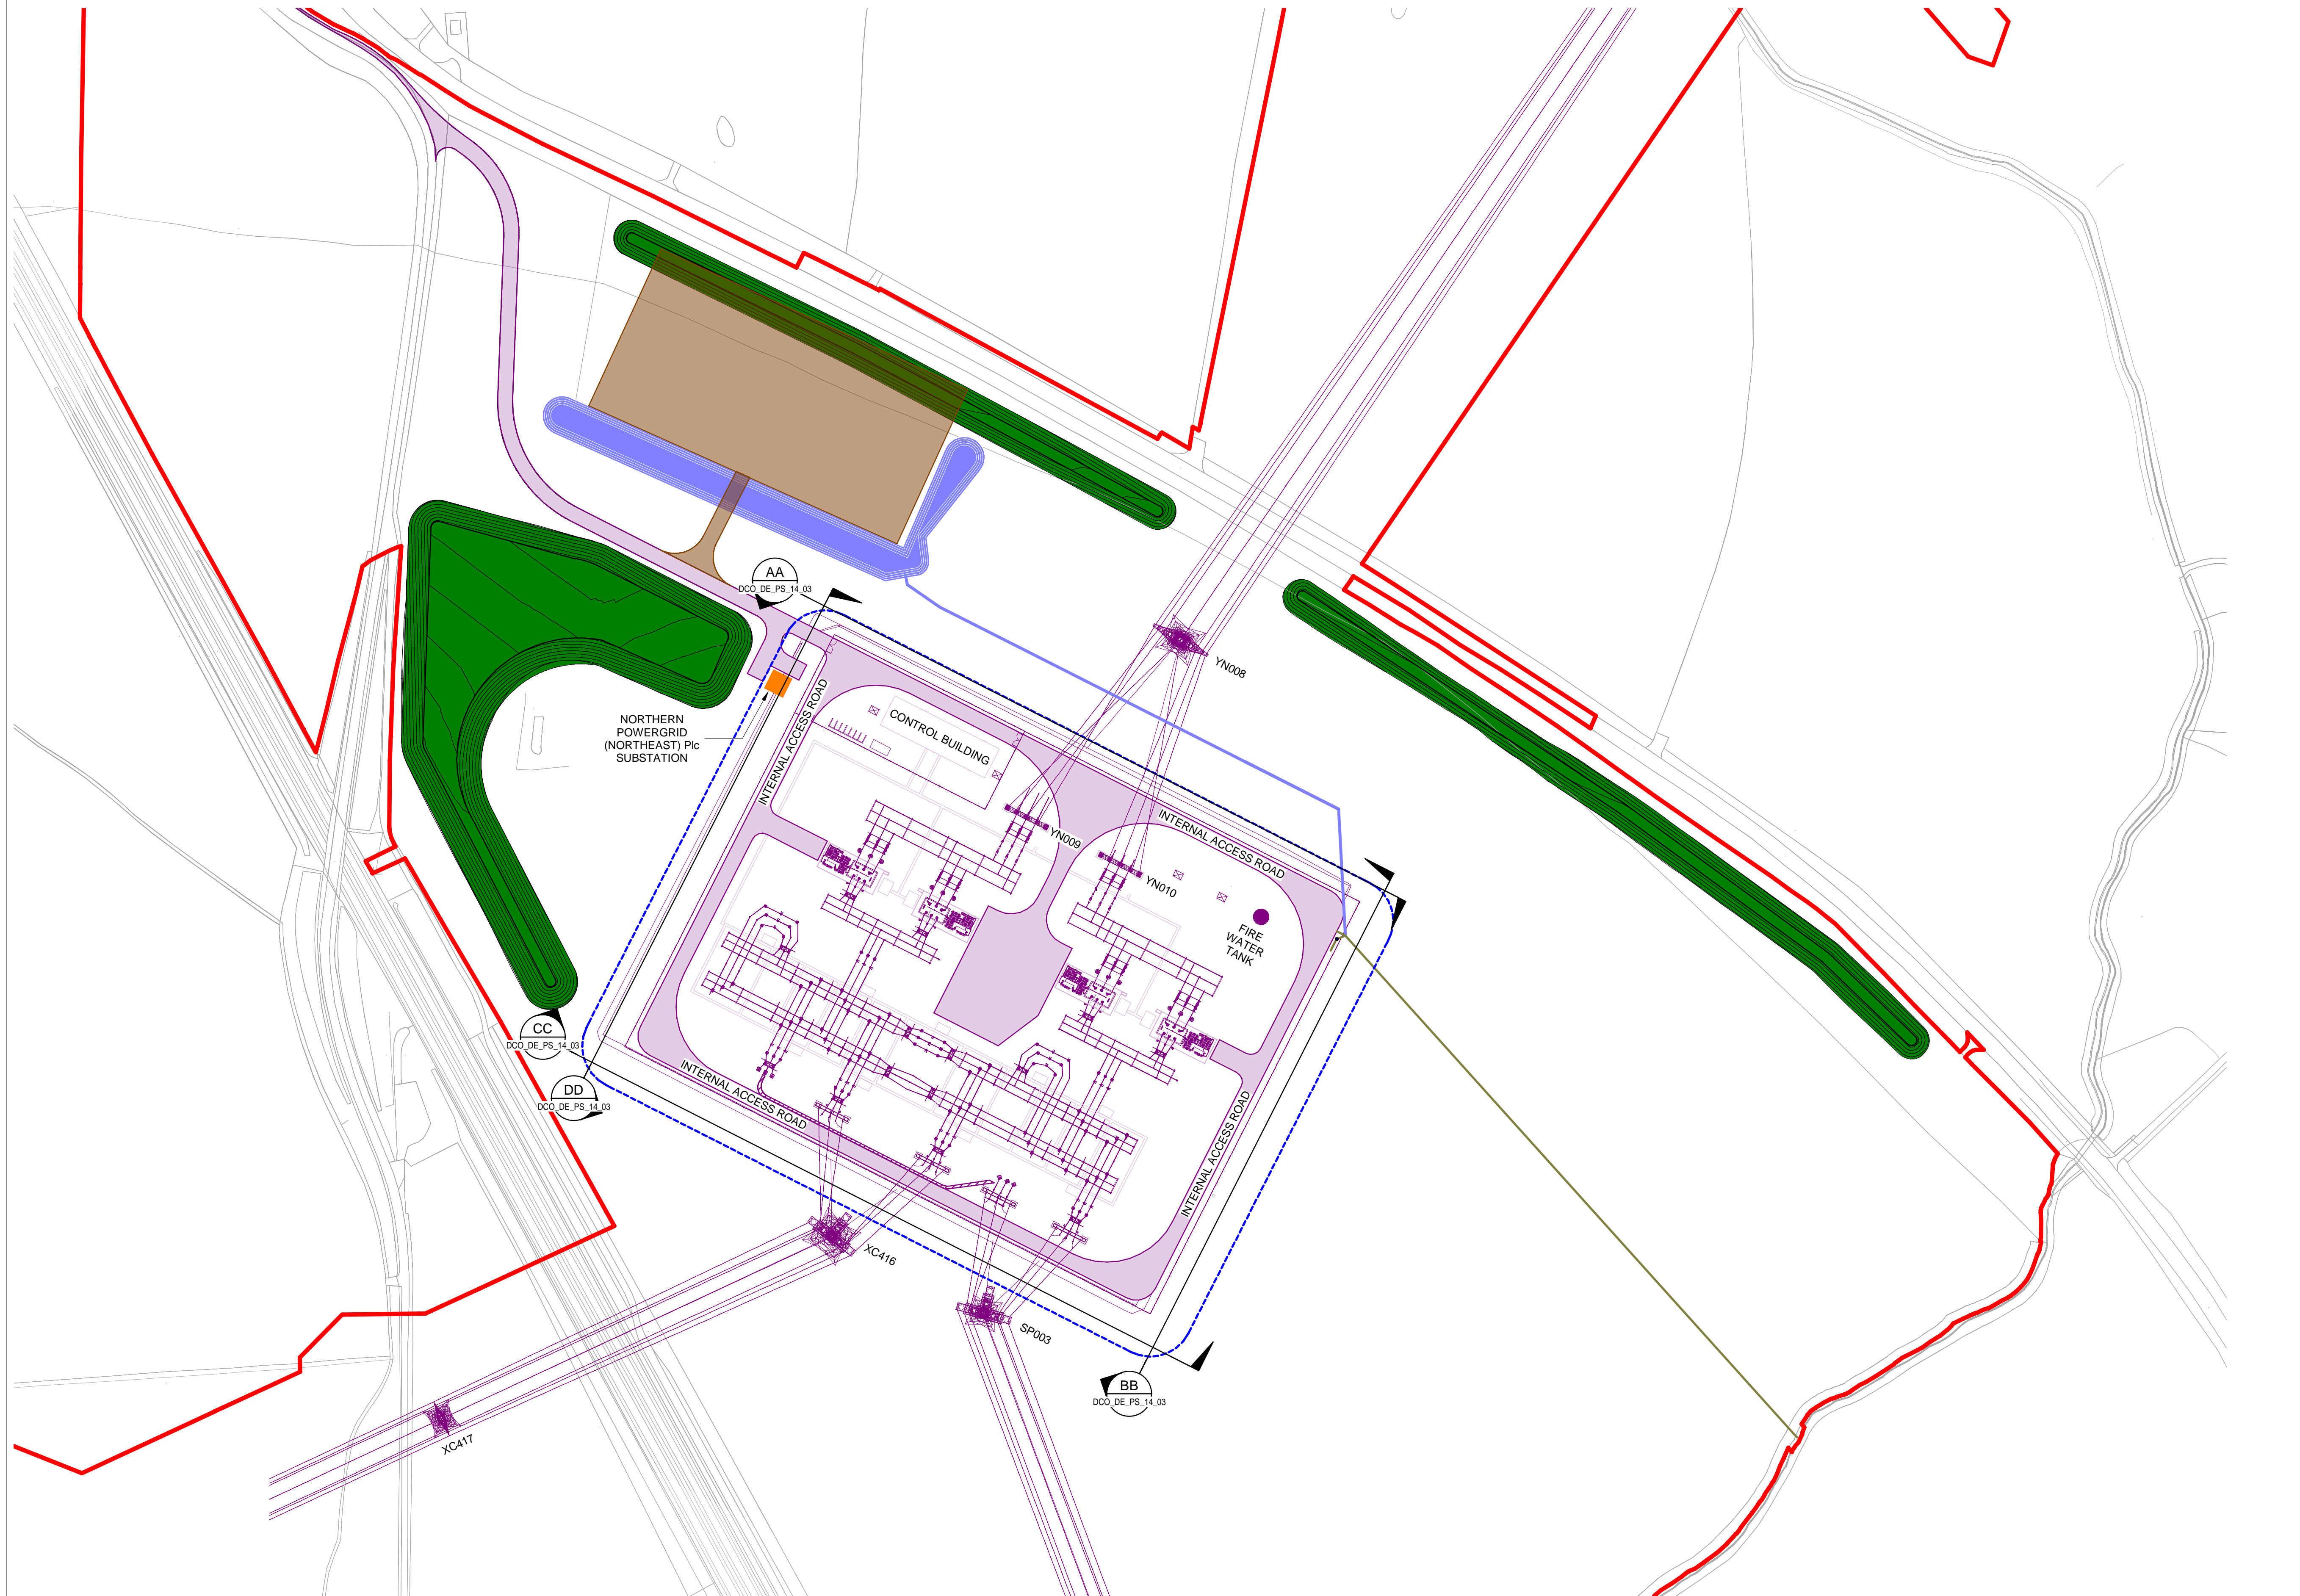 AA
DCO_DE_PS_14_03
YN008
NORTHERN
POWERGRID
(NORTHEAST) Plc
SUBSTATION
INTERNAL ACCESS ROAD
CONTROL BUILDING
YN009
INTERNAL ACCESS ROAD
YN010
FIRE
WATER
TANK
CC
DCO_DE_PS_14_03
DD
DCO_DE_PS_14_03
INTERNAL ACCESS ROAD
INTERNAL ACCESS ROAD
XC416
SP003
BB
DCO_DE_PS_14_03
XC417